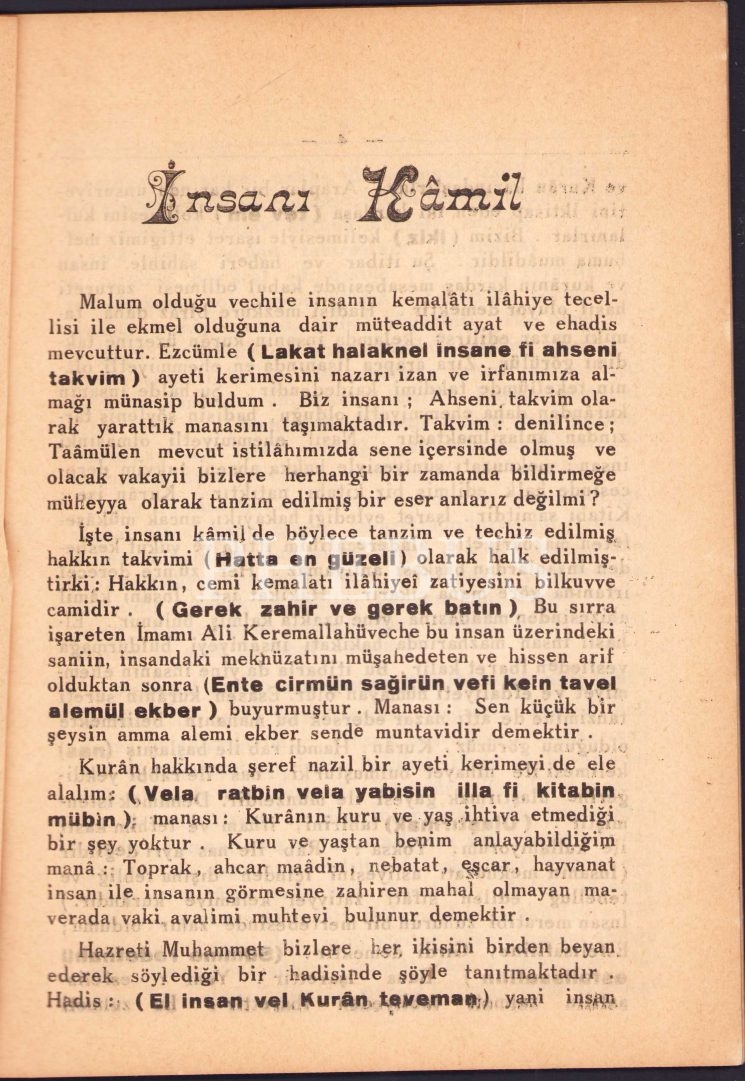 İnsanı Kâmil
Malum olduğu vechile insanın kemalâtı ilâhiye tecel-
lisi ile ekmel olduğuna dair müteaddit ayat ve ehadis
mevcuttur. Ezcümle ( Lakat halaknel insane fi ahseni
takvim ) ayeti kerimesini nazarı izan ve irfanımıza al-
mağı münasip buldum . Biz insanı ; Ahseni takvim ola-
rak yarattık manasını taşımaktadır. Takvim : denilince ;
Taâmülen mevcut istilâhımızda sene içersinde olmuş ve
olacak vakayii bizlere herhangi bir zamanda bildirmeğe
müheyya olarak tanzim edilmiş bir eser anlarız değilmi ?
İşte insanı kâmil de böylece tanzim ve techiz edilmiş
hakkın takvimi ( Hatta en güzeli ) olarak halk edilmiş-
tirki : Hakkın, cemi kemalatı ilâhiyeî zatiyesini bilkuvve
camidir . ( Gerek zahir ve gerek batın ) Bu sırra
işareten İmamı Ali Keremallahüveche bu insan üzerindeki
saniin, insandaki meknüzatını müşahedeten ve hissen arif
olduktan sonra (Ente cirmün sağirün vefi kein tavel
alemül ekber ) buyurmuştur . Manası : Sen küçük bir
şeysin amma alemi ekber sende muntavidir demektir .
Kurân hakkında şeref nazil bir ayeti kerimeyi de ele
alalım: ( Vela ratbin vela yabisin illa fi kitabin
mübin ): manası : Kurânın kuru ve yaş ihtiva etmediği
bir şey yoktur . Kuru ve yaştan benim anlayabildiğim
manâ : Toprak, ahcar maâdin, nebatat, eşcar, hayvanat
insan ile insanın görmesine zahiren mahal olmayan ma-
verada vaki avalimi muhtevi bulunur demektir .
Hazreti Muhammet bizlere her ikisini birden beyan
ederek söylediği bir hadisinde şöyle tanıtmaktadır .
Hadis : ( El insan vel Kurân teveman ) yani insan